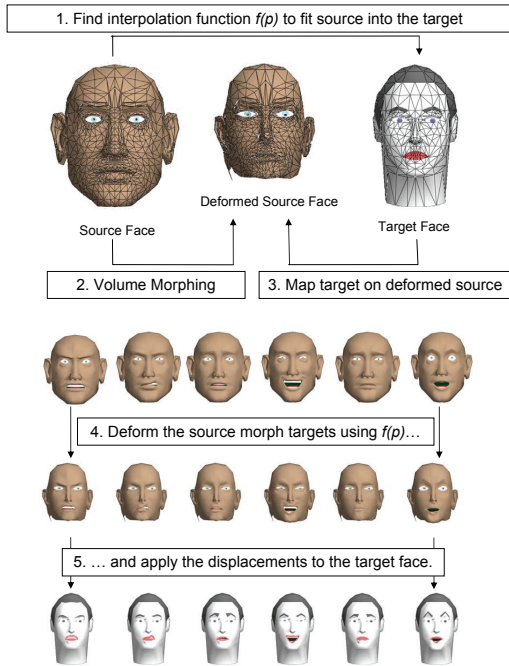 1. Find interpolation function f(p) to fit source into the target
Deformed Source Face
Source Face
Target Face
2. Volume Morphing
3. Map target on deformed source
4. Deform the source morph targets using f(p)…
5. … and apply the displacements to the target face.